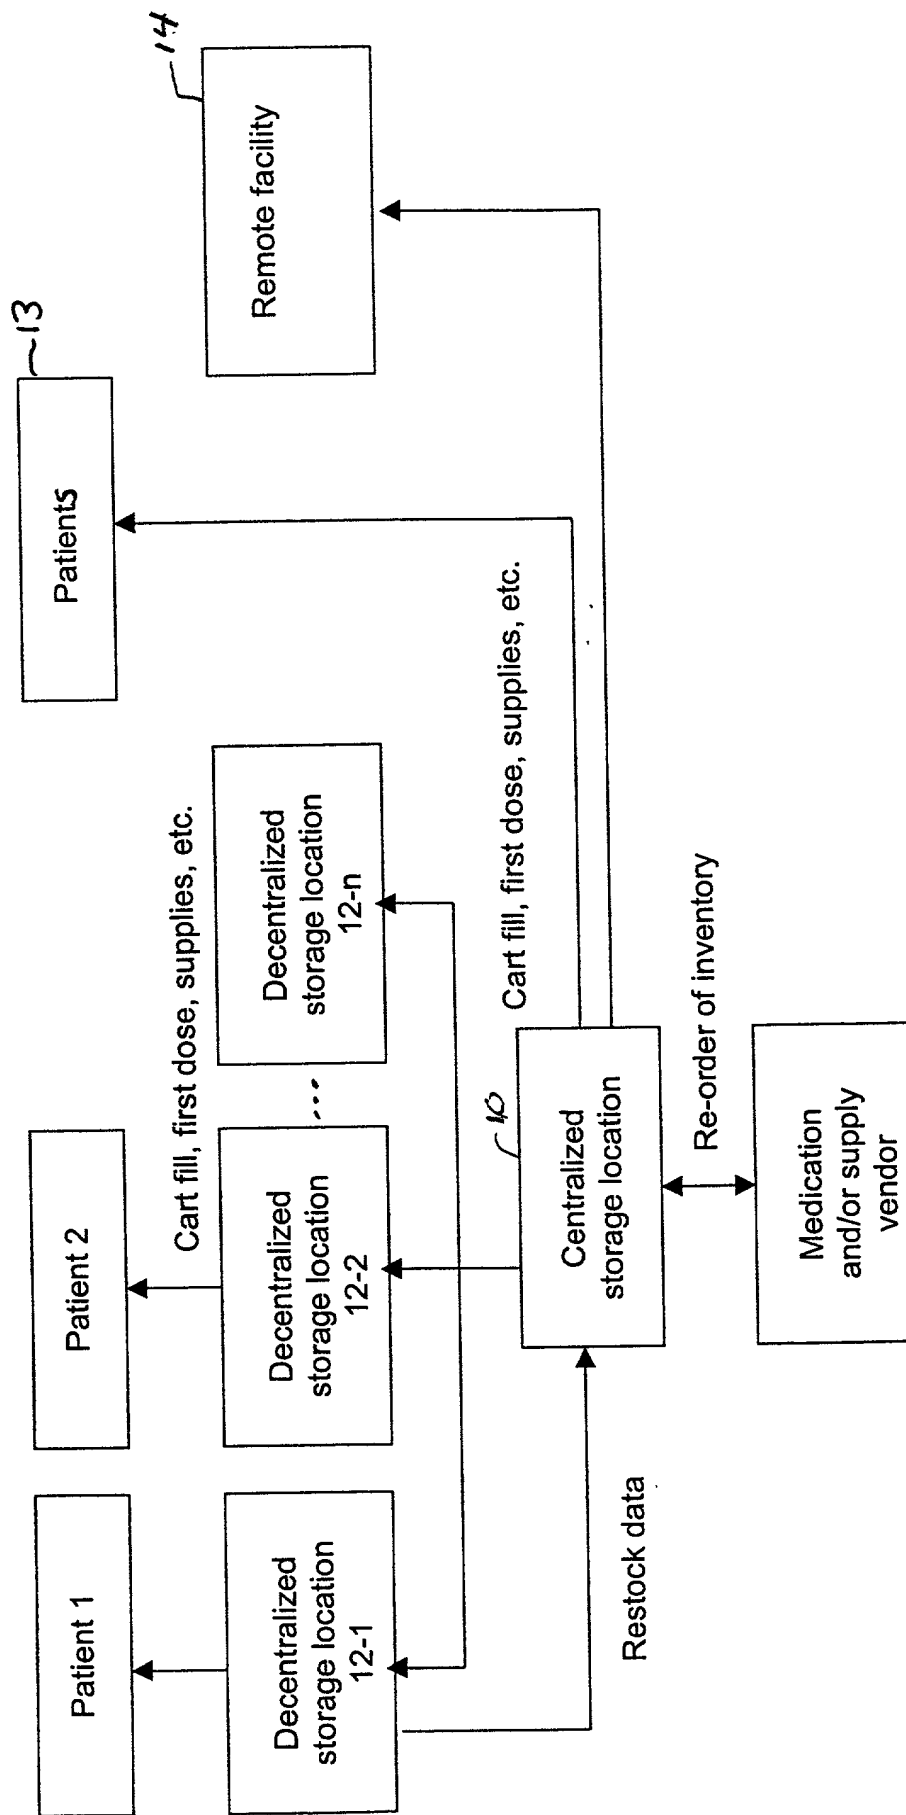 Patient 1
Patient 2
Patients
13
Cart fill, first dose, supplies, etc.
Decentralized
storage location
12-1
Decentralized
storage location
12-2
...
Decentralized
storage location
12-n
Remote facility
14
Restock data
10
Centralized
storage location
Cart fill, first dose, supplies, etc.
Re-order of inventory
Medication
and/or supply
vendor